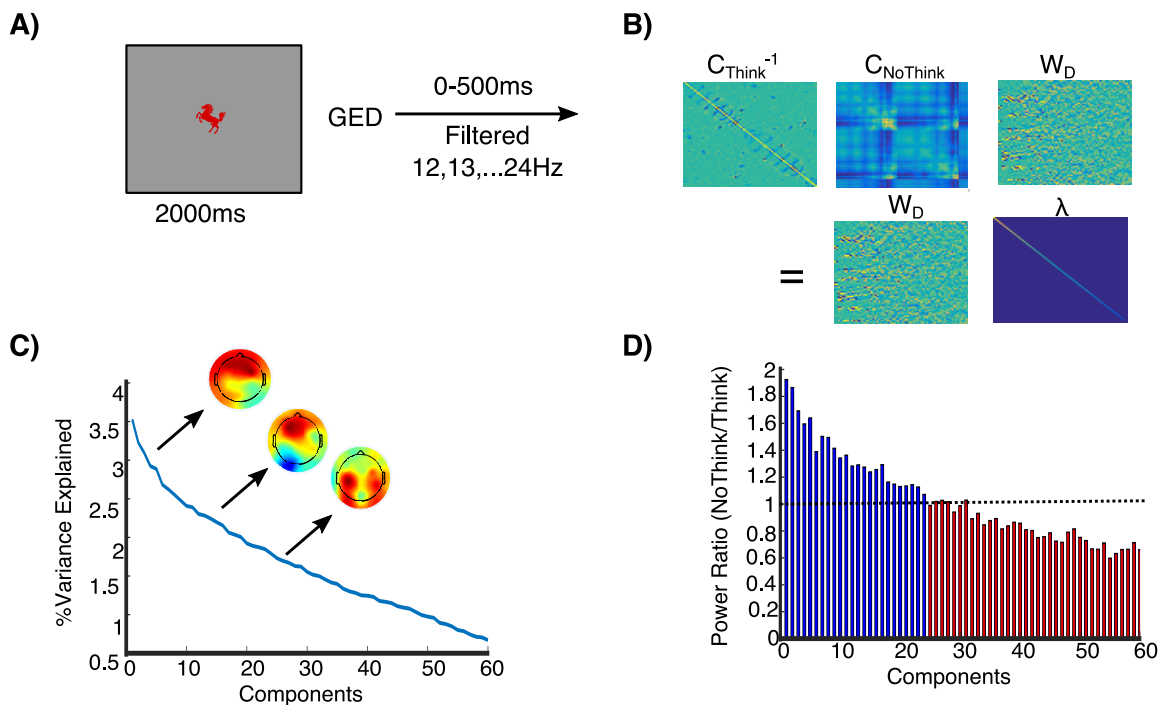 A)
2000ms
GED
0-500ms
Filtered
12,13,...24Hz
B)
CThink-1
CNoThink
WD
=
WD
λ
C)
%Variance Explained
4
3.5
3
2.5
2
1.5
1
0.5
0 10 20 30 40 50 60
Components
D)
Power Ratio (NoThink/Think)
2
1.8
1.6
1.4
1.2
1
0.8
0.6
0.4
0.2
0
0 10 20 30 40 50 60
Components